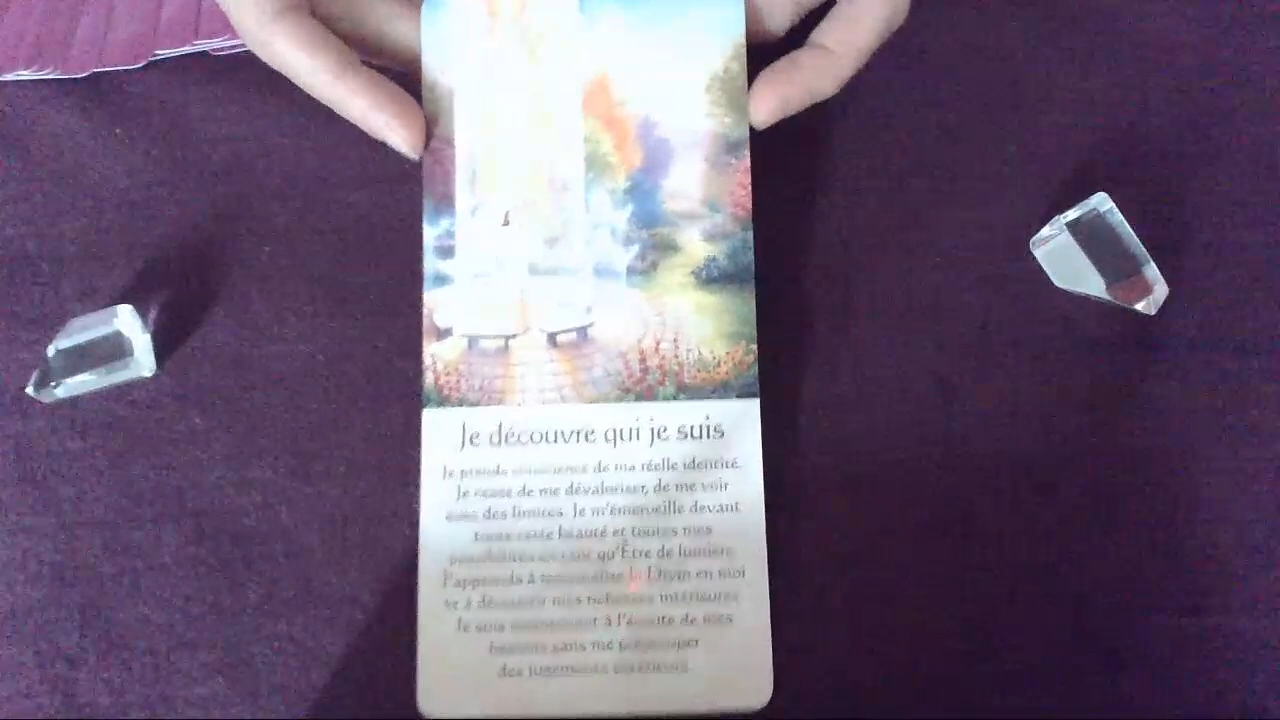 Je découvre qui je suis
Je prends conscience de ma réelle identité.
Je cesse de me dévaloriser, de me voir
avec des limites. Je m'émerveille devant
toute cette beauté et toutes mes
possibilités en tant qu'Être de lumière.
J'apprends à reconnaître le Divin en moi
et à découvrir mes richesses intérieures.
Je suis maintenant à l'écoute de mes
besoins sans me préoccuper
des jugements extérieurs.